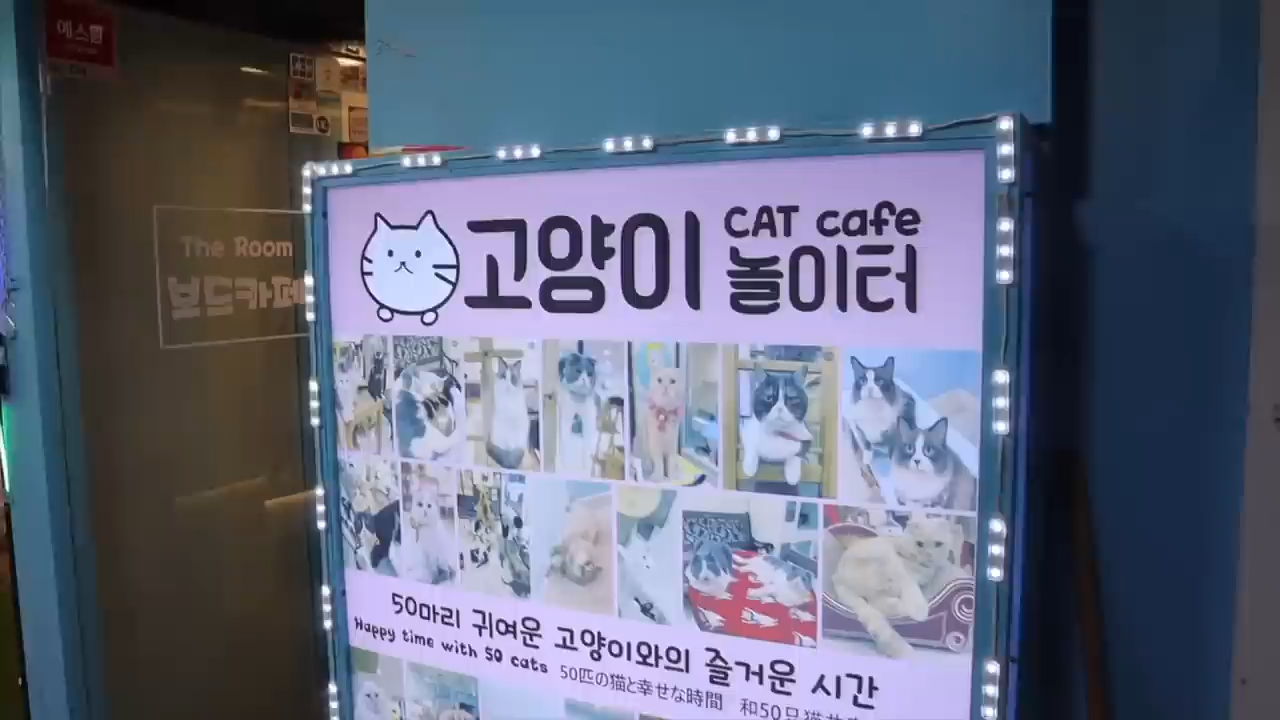 에스원
The Room
보드카페
고양이 CAT cafe
놀이터
50마리 귀여운 고양이와의 즐거운 시간
Happy time with 50 cats 50匹の猫と幸せな時間 和50只猫